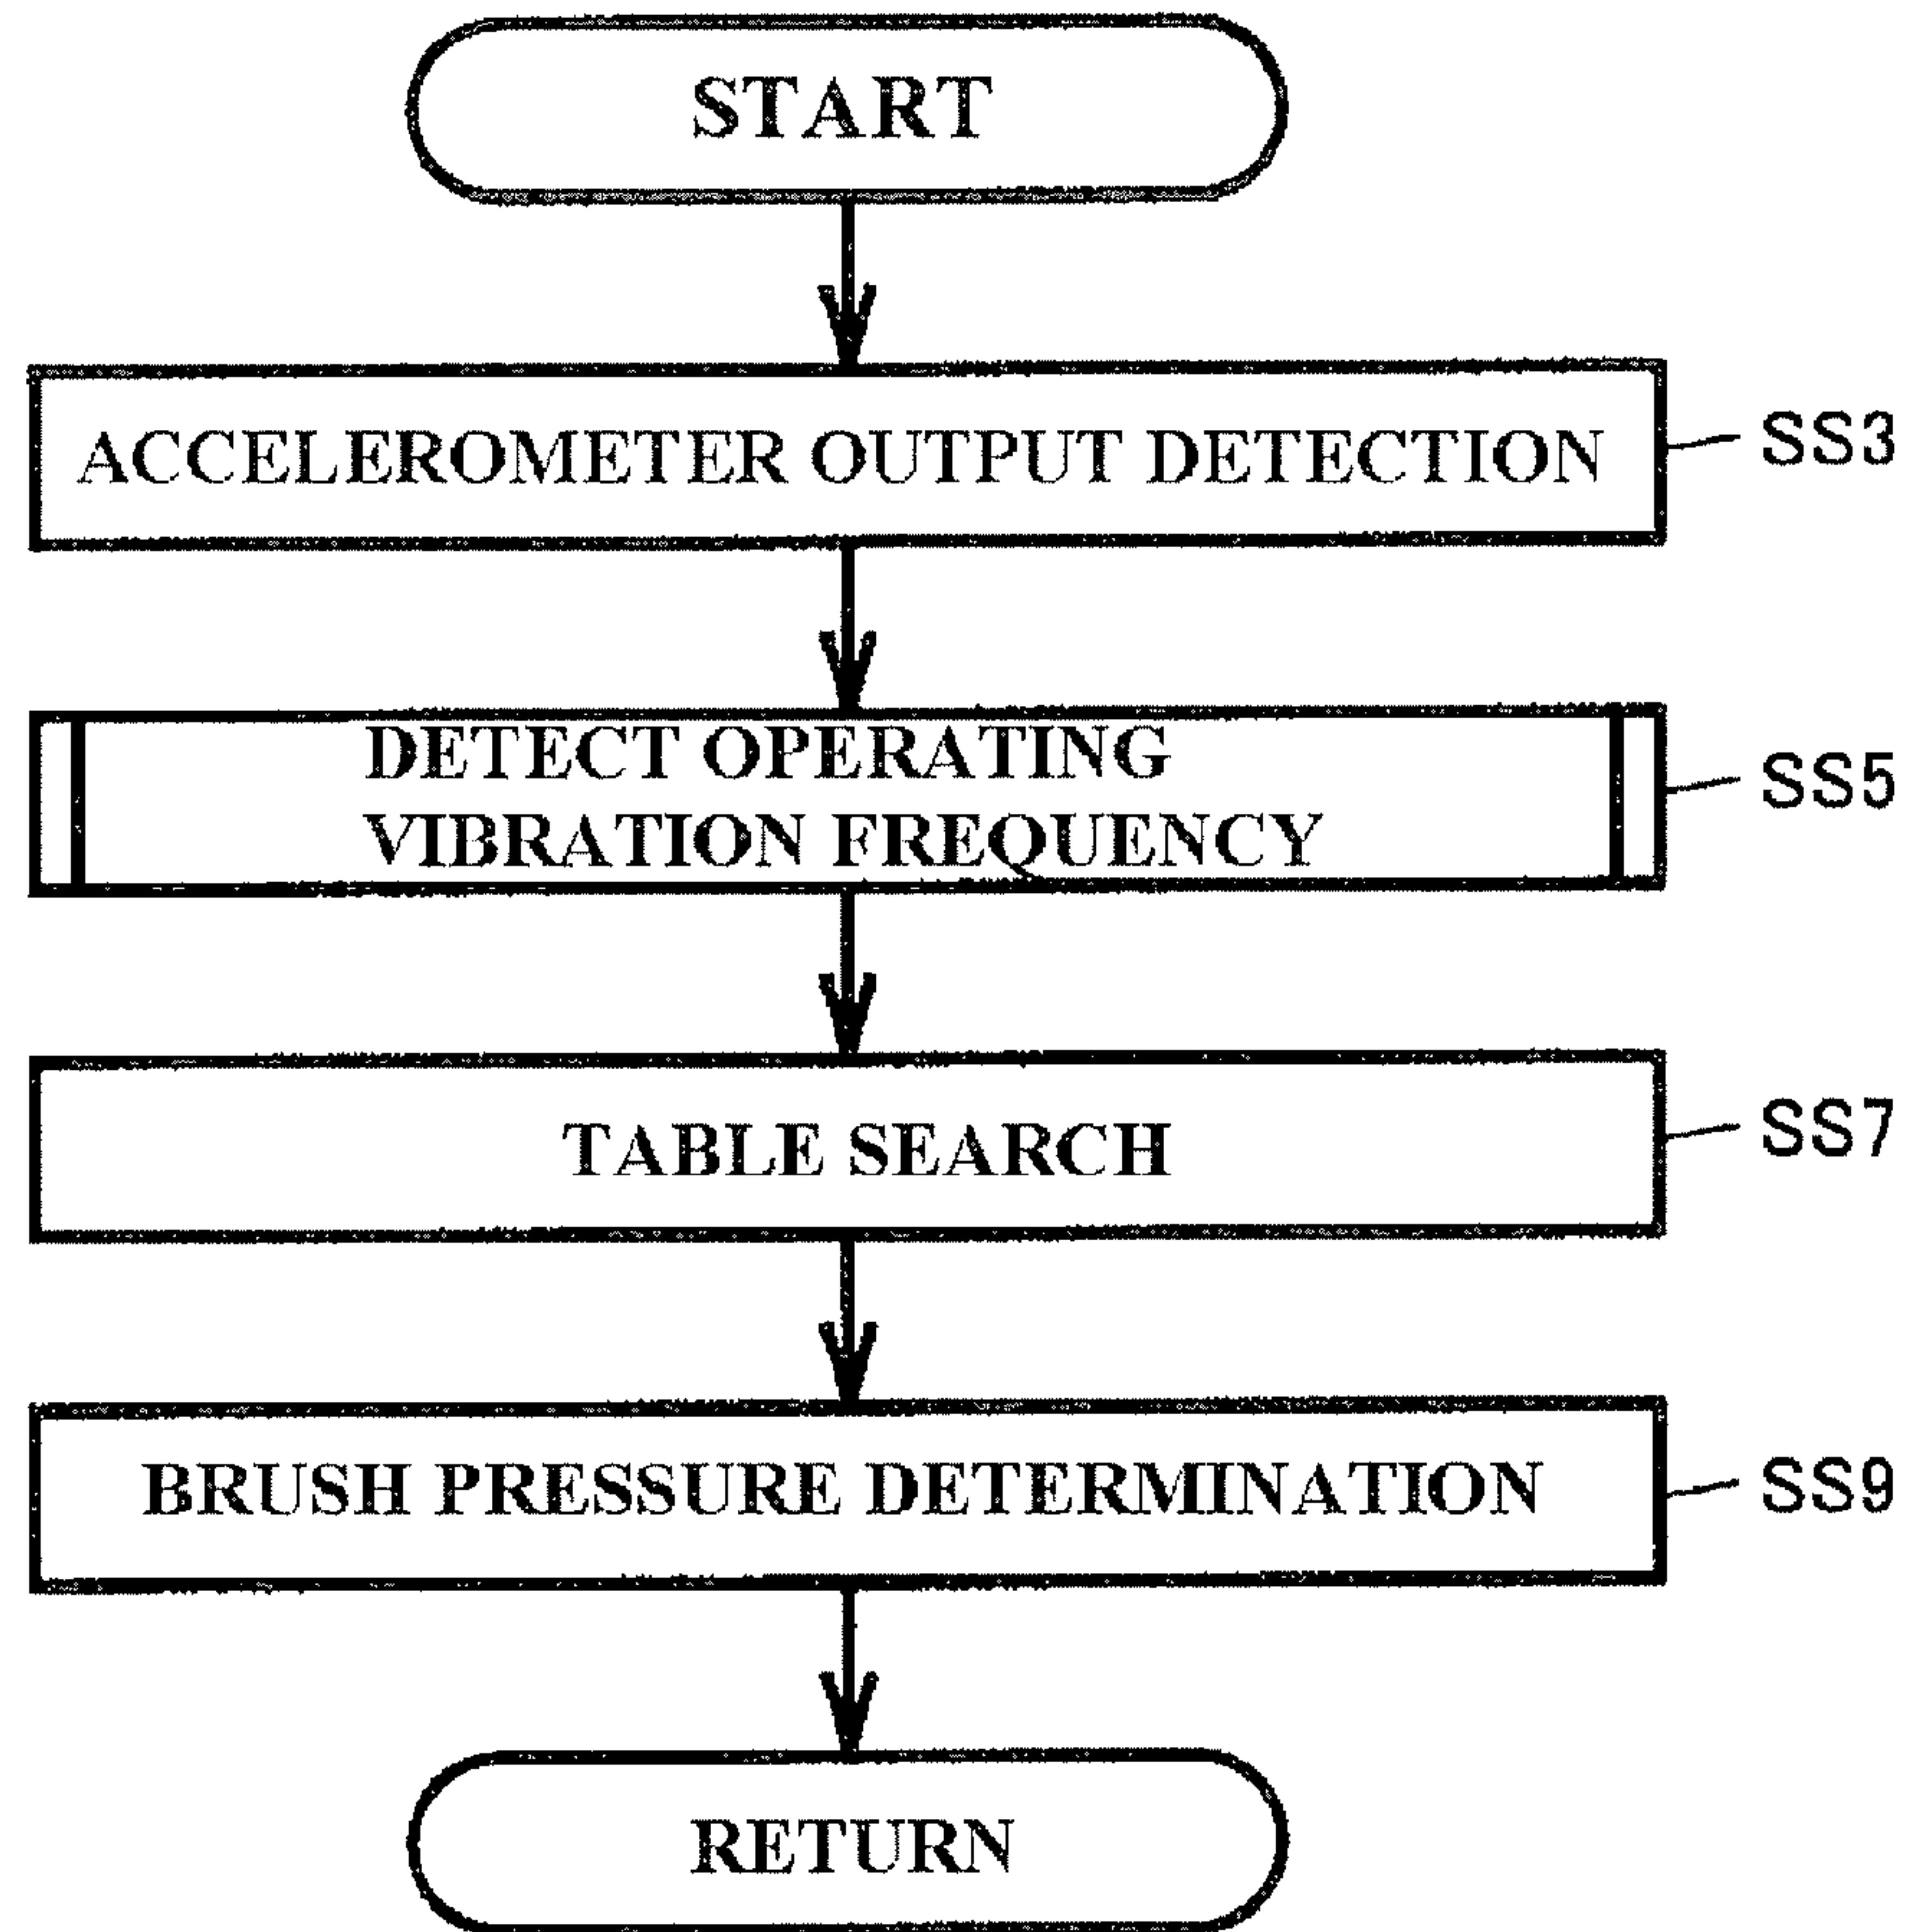 START
ACCELEROMETER OUTPUT DETECTION
SS3
DETECT OPERATING
VIBRATION FREQUENCY
SS5
TABLE SEARCH
SS7
BRUSH PRESSURE DETERMINATION
SS9
RETURN